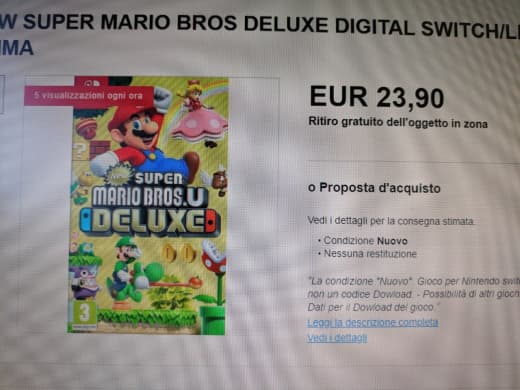 W SUPER MARIO BROS DELUXE DIGITAL SWITCH/LI
IMA
5 visualizzazioni ogni ora
EUR 23,90
Ritiro gratuito dell'oggetto in zona
NEW
SUPER
MARIO BROS.U
DELUXE
3
o Proposta d'acquisto
Vedi i dettagli per la consegna stimata.
• Condizione Nuovo
• Nessuna restituzione
"La condizione "Nuovo": Gioco per Nintendo swit
non un codice Dowload. - Possibilità di altri gioch
Dati per il Dowload del gioco."
Leggi la descrizione completa
Vedi i dettagli